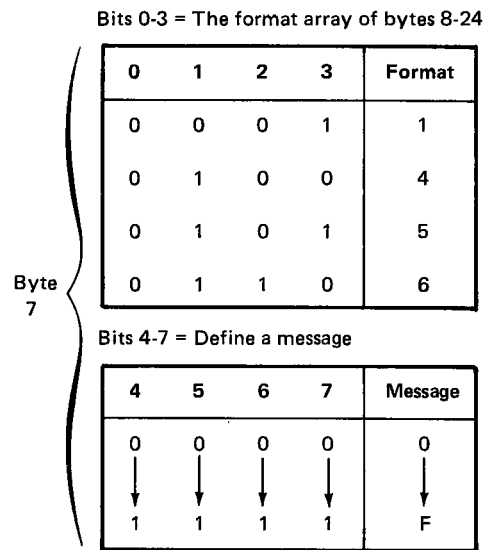 Bits 0-3 = The format array of bytes 8-24
0 1 2 3 Format
0 0 0 1 1
0 1 0 0 4
0 1 0 1 5
0 1 1 0 6
Byte
7
Bits 4-7 = Define a message
4 5 6 7 Message
0 0 0 0 0
1 1 1 1 F